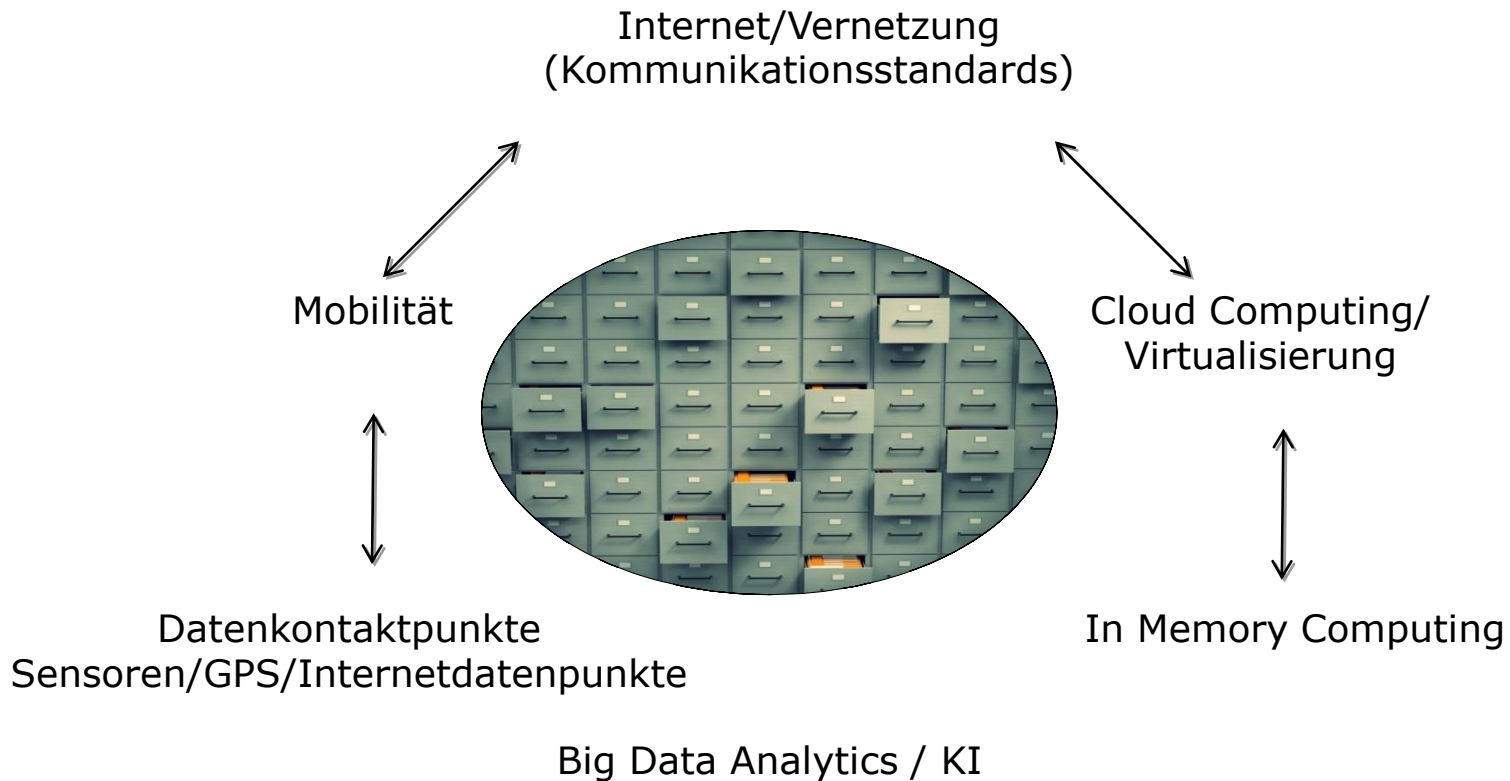 Internet/Vernetzung
(Kommunikationsstandards)
Mobilität
Cloud Computing/
Virtualisierung
Datenkontaktpunkte
Sensoren/GPS/Internetdatenpunkte
In Memory Computing
Big Data Analytics / KI